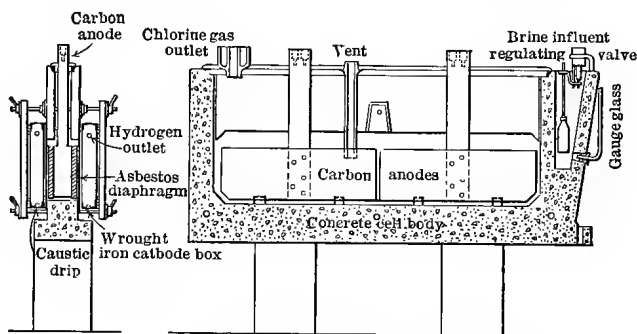 Carbon
anode
Hydrogen
outlet
Asbestos
diaphragm
Wrought
iron cathode box
Caustic
drip
Chlorine gas
outlet
Vent
Brine influent
regulating valve
Gauge glass
Carbon anodes
Concrete cell body